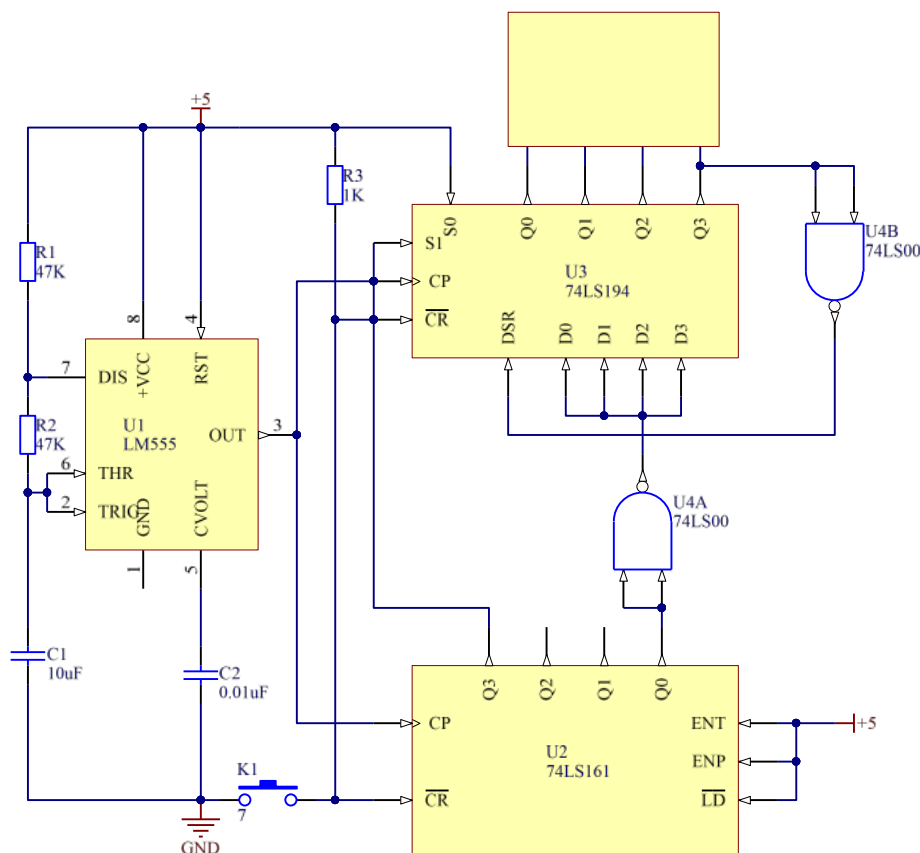 +5
R3
1K
S0
Q0
Q1
Q2
Q3
U4B
74LS00
S1
R1
47K
U3
74LS194
CP
CR
8
4
DSR
D0
D1
D2
D3
+VCC
RST
7
DIS
R2
47K
U1
LM555
OUT
3
6
THR
2
TRIG
GND
CVOLT
1
5
U4A
74LS00
C1
10uF
C2
0.01uF
Q3
Q2
Q1
Q0
CP
ENT
+5
U2
74LS161
ENP
K1
7
CR
LD
GND